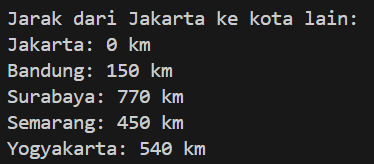 Jarak dari Jakarta ke kota lain:
Jakarta: 0 km
Bandung: 150 km
Surabaya: 770 km
Semarang: 450 km
Yogyakarta: 540 km